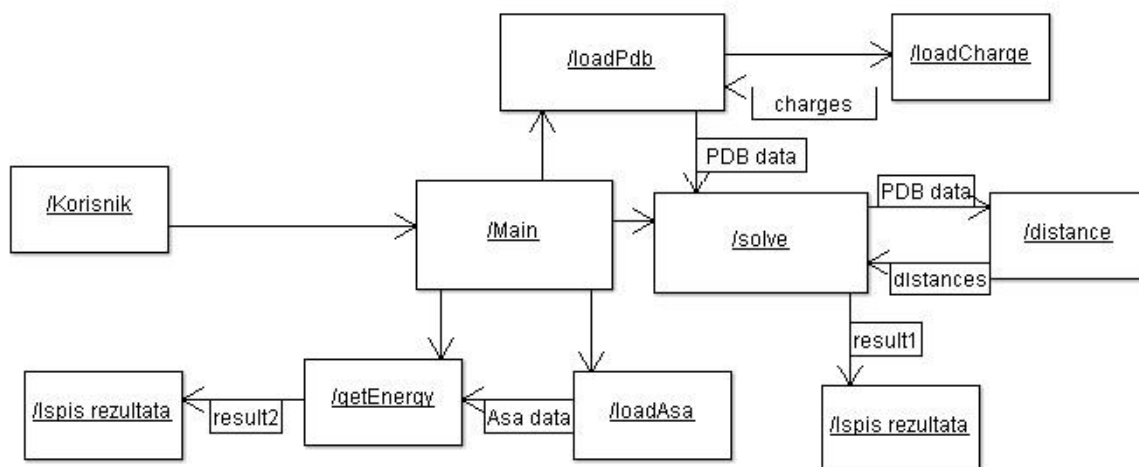 /loadPdb
/loadCharge
charges
PDB data
/Korisnik
/Main
/solve
PDB data
/distance
distances
result1
/Ispis rezultata
result2
/getEnergy
Asa data
/loadAsa
/Ispis rezultata